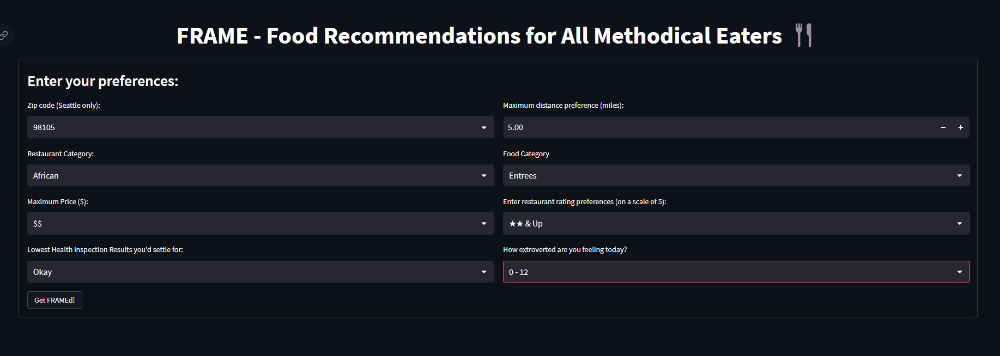 FRAME - Food Recommendations for All Methodical Eaters
Enter your preferences:
Zip code (Seattle only):
98105
Maximum distance preference (miles):
5.00
Restaurant Category:
African
Food Category
Entrees
Maximum Price ($):
$$
Enter restaurant rating preferences (on a scale of 5):
★★ & Up
Lowest Health Inspection Results you'd settle for:
Okay
How extroverted are you feeling today?
0 - 12
Get FRAMEd!